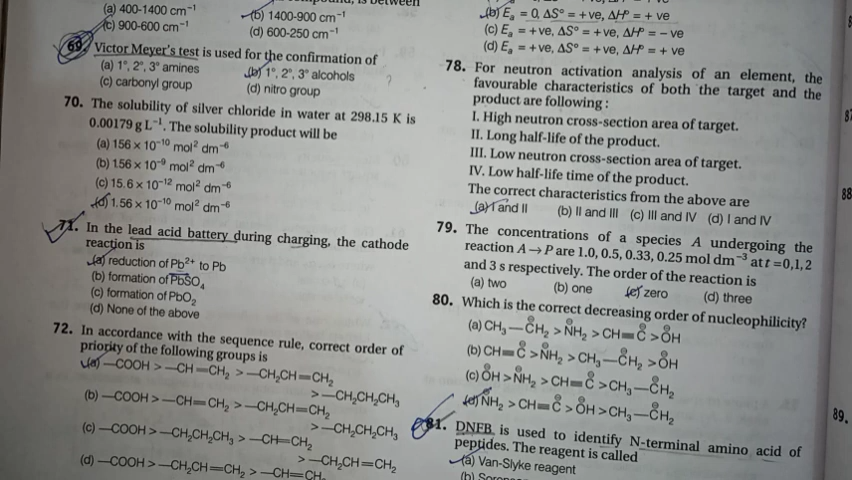 between
(a) 400-1400 cm⁻¹
(b) 1400-900 cm⁻¹
(c) 900-600 cm⁻¹
(d) 600-250 cm⁻¹
69. Victor Meyer's test is used for the confirmation of
(a) 1°, 2°, 3° amines
(b) 1°, 2°, 3° alcohols
?
(c) carbonyl group
(d) nitro group
70. The solubility of silver chloride in water at 298.15 K is
0.00179 g L⁻¹. The solubility product will be
(a) 156 × 10⁻¹⁰ mol² dm⁻⁶
(b) 1.56 × 10⁻⁹ mol² dm⁻⁶
(c) 15.6 × 10⁻¹² mol² dm⁻⁶
(d) 1.56 × 10⁻¹⁰ mol² dm⁻⁶
71. In the lead acid battery during charging, the cathode
reaction is
(a) reduction of Pb²⁺ to Pb
(b) formation of PbSO₄
(c) formation of PbO₂
(d) None of the above
72. In accordance with the sequence rule, correct order of
priority of the following groups is
(a) —COOH > —CH=CH₂ > —CH₂CH=CH₂
> —CH₂CH₂CH₃
(b) —COOH > —CH=CH₂ > —CH₂CH=CH₂
> —CH₂CH₂CH₃
(c) —COOH > —CH₂CH₂CH₃ > —CH=CH₂
> —CH₂CH=CH₂
(d) —COOH > —CH₂CH=CH₂ > —CH=CH
(b) Eₐ = 0, ΔS° = +ve, ΔH° = + ve
(c) Eₐ = +ve, ΔS° = +ve, ΔH° = – ve
(d) Eₐ = +ve, ΔS° = +ve, ΔH° = + ve
78. For neutron activation analysis of an element, the
favourable characteristics of both the target and the
product are following :
I. High neutron cross-section area of target.
II. Long half-life of the product.
III. Low neutron cross-section area of target.
IV. Low half-life time of the product.
The correct characteristics from the above are
(a) I and II (b) II and III (c) III and IV (d) I and IV
79. The concentrations of a species A undergoing the
reaction A → P are 1.0, 0.5, 0.33, 0.25 mol dm⁻³ at t = 0, 1, 2
and 3 s respectively. The order of the reaction is
(a) two (b) one (c) zero (d) three
80. Which is the correct decreasing order of nucleophilicity?
(a) CH₃—C̊H₂ > N̊H₂ > CH≡C̊ > O̊H
(b) CH≡C̊ > N̊H₂ > CH₃—C̊H₂ > O̊H
(c) O̊H > N̊H₂ > CH≡C̊ > CH₃—C̊H₂
(d) N̊H₂ > CH≡C̊ > O̊H > CH₃—C̊H₂
81. DNFB is used to identify N-terminal amino acid of
peptides. The reagent is called
(a) Van-Slyke reagent
88
89.